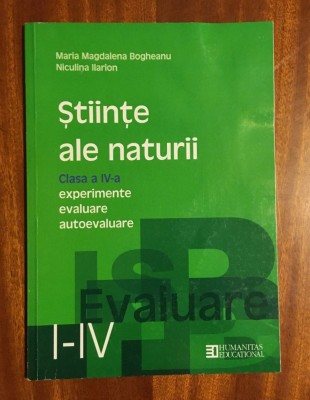 Maria Magdalena Bogheanu
Niculina Ilarion
Științe
ale naturii
Clasa a IV-a
experimente
evaluare
autoevaluare
Evaluare
I-IV
HUMANITAS
EDUCATIONAL